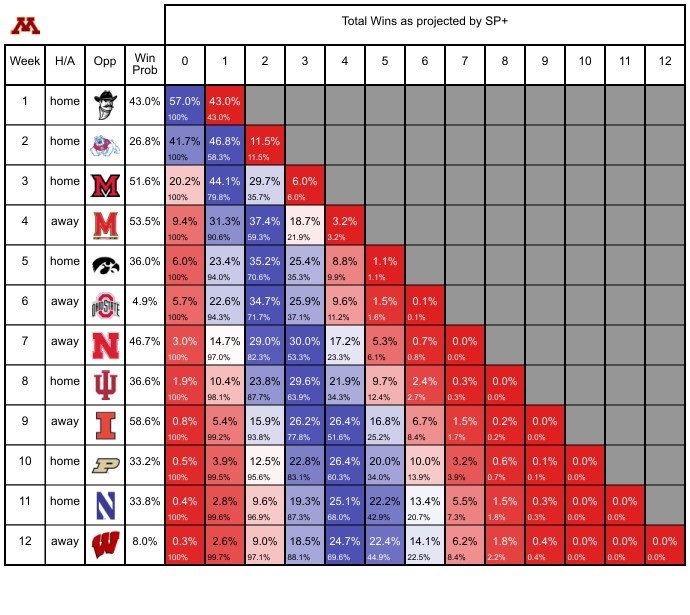 M
Total Wins as projected by SP+
Week H/A Opp Win Prob 0 1 2 3 4 5 6 7 8 9 10 11 12
1 home 43.0% 57.0% 43.0%
100% 43.0%
2 home 26.8% 41.7% 46.8% 11.5%
100% 58.3% 11.5%
3 home M 51.6% 20.2% 44.1% 29.7% 6.0%
100% 79.8% 35.7% 6.0%
4 away M 53.5% 9.4% 31.3% 37.4% 18.7% 3.2%
100% 90.6% 59.3% 21.9% 3.2%
5 home 36.0% 6.0% 23.4% 35.2% 25.4% 8.8% 1.1%
100% 94.0% 70.6% 35.3% 9.9% 1.1%
6 away OHIO STATE 4.9% 5.7% 22.6% 34.7% 25.9% 9.6% 1.5% 0.1%
100% 94.3% 71.7% 37.1% 11.2% 1.6% 0.1%
7 away N 46.7% 3.0% 14.7% 29.0% 30.0% 17.2% 5.3% 0.7% 0.0%
100% 97.0% 82.3% 53.3% 23.3% 6.1% 0.8% 0.0%
8 home IU 36.6% 1.9% 10.4% 23.8% 29.6% 21.9% 9.7% 2.4% 0.3% 0.0%
100% 98.1% 87.7% 63.9% 34.3% 12.4% 2.7% 0.3% 0.0%
9 away I 58.6% 0.8% 5.4% 15.9% 26.2% 26.4% 16.8% 6.7% 1.5% 0.2% 0.0%
100% 99.2% 93.8% 77.8% 51.6% 25.2% 8.4% 1.7% 0.2% 0.0%
10 home P 33.2% 0.5% 3.9% 12.5% 22.8% 26.4% 20.0% 10.0% 3.2% 0.6% 0.1% 0.0%
100% 99.5% 95.6% 83.1% 60.3% 34.0% 13.9% 3.9% 0.7% 0.1% 0.0%
11 home N 33.8% 0.4% 2.8% 9.6% 19.3% 25.1% 22.2% 13.4% 5.5% 1.5% 0.3% 0.0% 0.0%
100% 99.6% 96.9% 87.3% 68.0% 42.9% 20.7% 7.3% 1.8% 0.3% 0.0% 0.0%
12 away W 8.0% 0.3% 2.6% 9.0% 18.5% 24.7% 22.4% 14.1% 6.2% 1.8% 0.4% 0.0% 0.0% 0.0%
100% 99.7% 97.1% 88.1% 69.6% 44.9% 22.5% 8.4% 2.2% 0.4% 0.0% 0.0% 0.0%